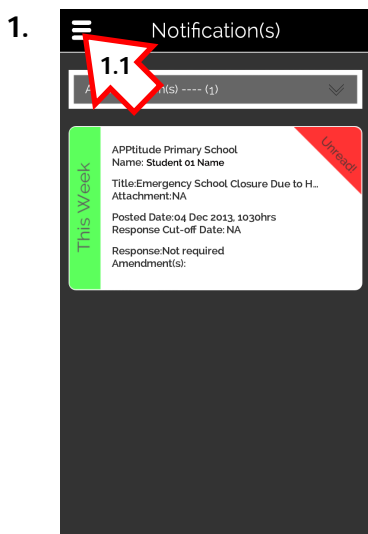 1.
Notification(s)
1.1
(s) ---- (1)
Unread!
This Week
APPtitude Primary School
Name: Student 01 Name
Title:Emergency School Closure Due to H...
Attachment:NA
Posted Date:04 Dec 2013, 1030hrs
Response Cut-off Date: NA
Response:Not required
Amendment(s):